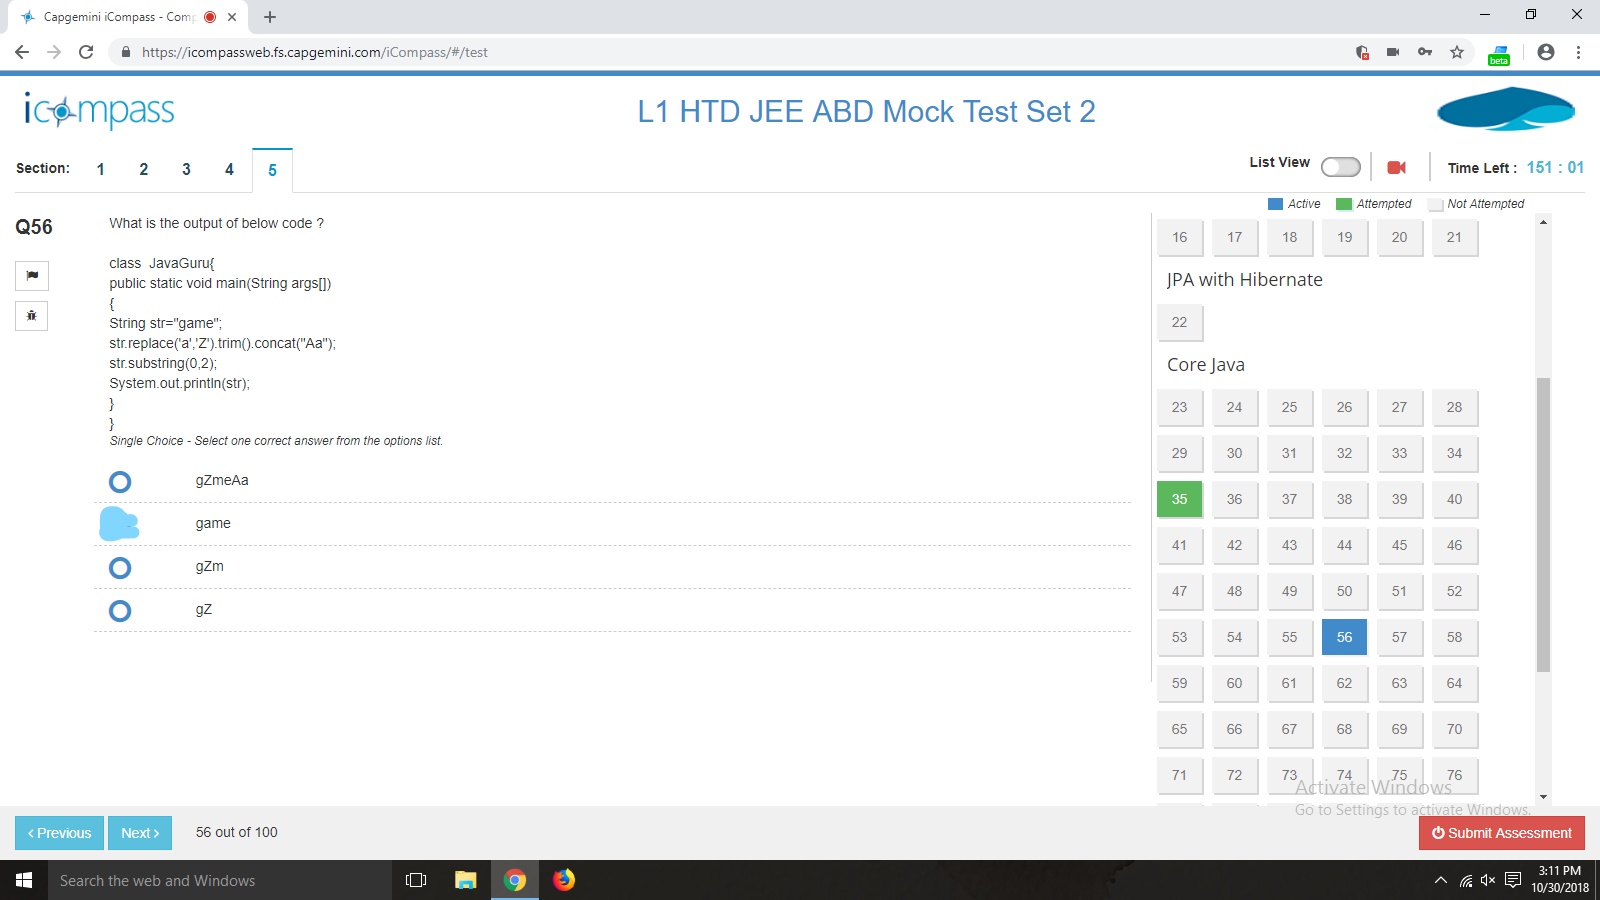 Capgemini iCompass - Comp
https://icompassweb.fs.capgemini.com/iCompass/#/test
beta
icompass
L1 HTD JEE ABD Mock Test Set 2
Section: 1 2 3 4 5
List View
Time Left : 151 : 01
Active Attempted Not Attempted
Q56
What is the output of below code ?
class JavaGuru{
public static void main(String args[])
{
String str="game";
str.replace('a','Z').trim().concat("Aa");
str.substring(0,2);
System.out.println(str);
}
}
Single Choice - Select one correct answer from the options list.
gZmeAa
game
gZm
gZ
16 17 18 19 20 21
JPA with Hibernate
22
Core Java
23 24 25 26 27 28
29 30 31 32 33 34
35 36 37 38 39 40
41 42 43 44 45 46
47 48 49 50 51 52
53 54 55 56 57 58
59 60 61 62 63 64
65 66 67 68 69 70
71 72 73 74 75 76
Activate Windows
Go to Settings to activate Windows.
‹ Previous Next › 56 out of 100
Submit Assessment
Search the web and Windows
3:11 PM
10/30/2018